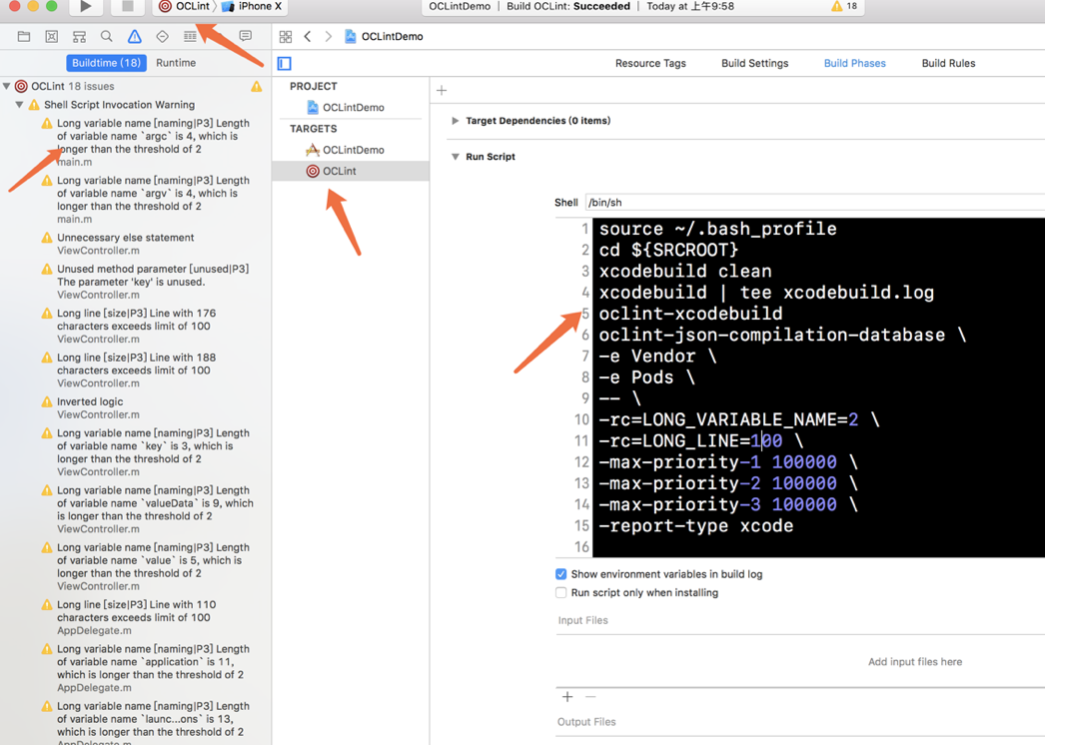 OCLint 〉 iPhone X
OCLintDemo | Build OCLint: Succeeded | Today at 上午9:58
18
OCLintDemo
Buildtime (18) Runtime
Resource Tags Build Settings Build Phases Build Rules
OCLint 18 issues
Shell Script Invocation Warning
Long variable name [naming|P3] Length
of variable name `argc` is 4, which is
longer than the threshold of 2
main.m
Long variable name [naming|P3] Length
of variable name `argv` is 4, which is
longer than the threshold of 2
main.m
Unnecessary else statement
ViewController.m
Unused method parameter [unused|P3]
The parameter 'key' is unused.
ViewController.m
Long line [size|P3] Line with 176
characters exceeds limit of 100
ViewController.m
Long line [size|P3] Line with 188
characters exceeds limit of 100
ViewController.m
Inverted logic
ViewController.m
Long variable name [naming|P3] Length
of variable name `key` is 3, which is
longer than the threshold of 2
ViewController.m
Long variable name [naming|P3] Length
of variable name `valueData` is 9, which
is longer than the threshold of 2
ViewController.m
Long variable name [naming|P3] Length
of variable name `value` is 5, which is
longer than the threshold of 2
ViewController.m
Long line [size|P3] Line with 110
characters exceeds limit of 100
AppDelegate.m
Long variable name [naming|P3] Length
of variable name `application` is 11,
which is longer than the threshold of 2
AppDelegate.m
Long variable name [naming|P3] Length
of variable name `launc...ons` is 13,
which is longer than the threshold of 2
AppDelegate.m
PROJECT
OCLintDemo
TARGETS
OCLintDemo
OCLint
Target Dependencies (0 items)
Run Script
Shell /bin/sh
1 source ~/.bash_profile
2 cd ${SRCROOT}
3 xcodebuild clean
4 xcodebuild | tee xcodebuild.log
5 oclint-xcodebuild
6 oclint-json-compilation-database \
7 -e Vendor \
8 -e Pods \
9 -- \
10 -rc=LONG_VARIABLE_NAME=2 \
11 -rc=LONG_LINE=100 \
12 -max-priority-1 100000 \
13 -max-priority-2 100000 \
14 -max-priority-3 100000 \
15 -report-type xcode
16
Show environment variables in build log
Run script only when installing
Input Files
Add input files here
Output Files